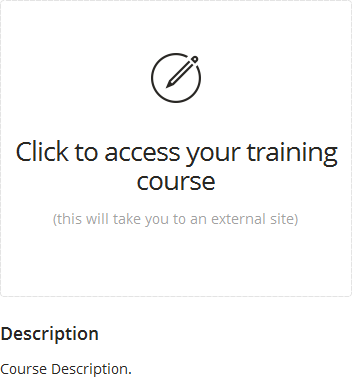 Click to access your training
course
(this will take you to an external site)
Description
Course Description.